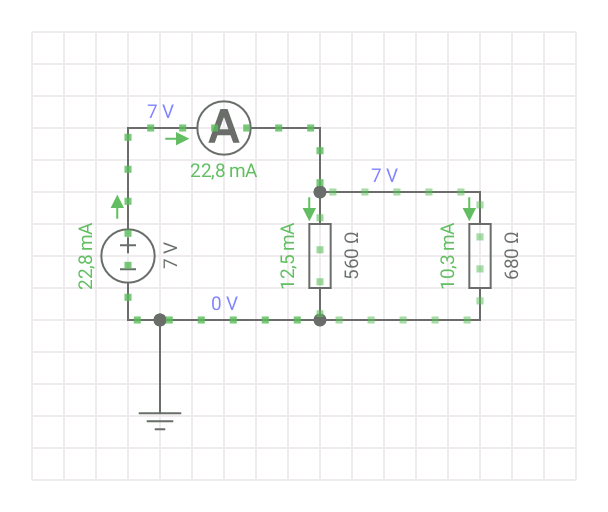 7 V
A
22,8 mA
7 V
22,8 mA
7 V
12,5 mA
560 Ω
10,3 mA
680 Ω
0 V